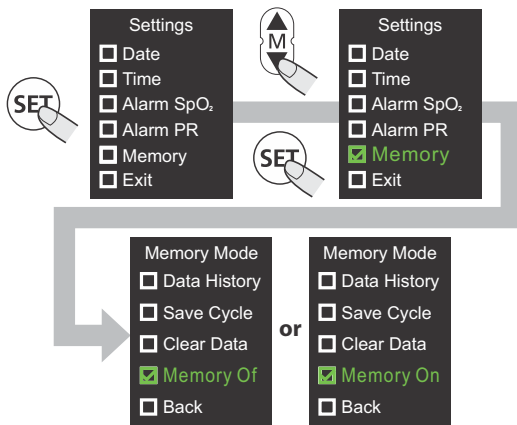 SET
Settings
Date
Time
Alarm SpO₂
Alarm PR
Memory
Exit
M
SET
Settings
Date
Time
Alarm SpO₂
Alarm PR
Memory
Exit
Memory Mode
Data History
Save Cycle
Clear Data
Memory Of
Back
or
Memory Mode
Data History
Save Cycle
Clear Data
Memory On
Back